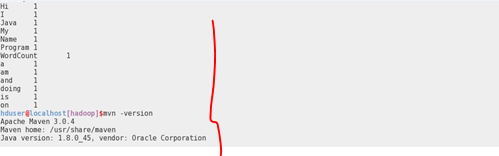 Hi 1
I 1
Java 1
My 1
Name 1
Program 1
WordCount 1
a 1
am 1
and 1
doing 1
is 1
on 1
hduser@localhost[hadoop]$mvn -version
Apache Maven 3.0.4
Maven home: /usr/share/maven
Java version: 1.8.0_45, vendor: Oracle Corporation